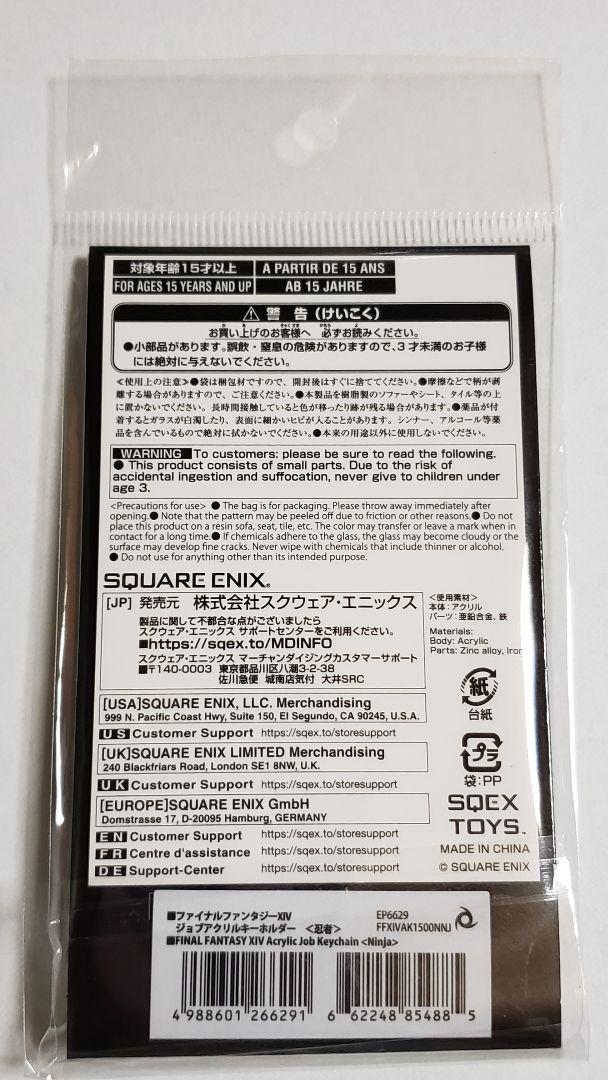 対象年齢15才以上
A PARTIR DE 15 ANS
FOR AGES 15 YEARS AND UP
AB 15 JAHRE
警告（けいこく）
お買い上げのお客様へ 必ずお読みください。
●小部品があります。誤飲・窒息の危険がありますので、3才未満のお子様
には絶対に与えないでください。
≪使用上の注意≫●袋は梱包材ですので、開封後はすぐに捨ててください。●摩擦などで柄が剥
離する場合がありますので、ご注意ください。●本製品を樹脂製のソファーやシート、タイル等の上
に置かないでください。長時間接触していると色が移ったり跡が残る場合があります。●薬品が付
着するとガラスが白濁したり、表面に細かいヒビが入ることがあります。シンナー、アルコール等薬
品を含んでいるもので絶対に拭かないでください。●本来の用途以外に使用しないでください。
WARNING To customers: please be sure to read the following.
● This product consists of small parts. Due to the risk of
accidental ingestion and suffocation, never give to children under
age 3.
<Precautions for use> ● The bag is for packaging. Please throw away immediately after
opening.● Note that the pattern may be peeled off due to friction or other reasons.● Do not
place this product on a resin sofa, seat, tile, etc. The color may transfer or leave a mark when in
contact for a long time.● If chemicals adhere to the glass, the glass may become cloudy or the
surface may develop fine cracks. Never wipe with chemicals that include thinner or alcohol.
● Do not use for anything other than its intended purpose.
SQUARE ENIX®
[JP] 発売元 株式会社スクウェア・エニックス
製品に関して不都合な点がございましたら
スクウェア・エニックス サポートセンターをご利用ください。
■https://sqex.to/MDINFO
スクウェア・エニックス マーチャンダイジングカスタマーサポート
■〒140-0003 東京都品川区八潮3-2-38
佐川急便 城南店気付 大井SRC
<使用素材>
本体：アクリル
パーツ：亜鉛合金、鉄
Materials:
Body: Acrylic
Parts: Zinc alloy, Iron
紙
台紙
プラ
袋：PP
[USA]SQUARE ENIX, LLC. Merchandising
999 N. Pacific Coast Hwy, Suite 150, El Segundo, CA 90245, U.S.A.
US Customer Support https://sqex.to/storesupport
[UK]SQUARE ENIX LIMITED Merchandising
240 Blackfriars Road, London SE1 8NW, U.K.
UK Customer Support https://sqex.to/storesupport
[EUROPE]SQUARE ENIX GmbH
Domstrasse 17, D-20095 Hamburg, GERMANY
EN Customer Support https://sqex.to/storesupport
FR Centre d'assistance https://sqex.to/storesupport
DE Support-Center https://sqex.to/storesupport
SQEX
TOYS™
MADE IN CHINA
© SQUARE ENIX
■ファイナルファンタジーXIV
ジョブアクリルキーホルダー <忍者>
EP6629
FFXIVAK1500NNJ
■FINAL FANTASY XIV Acrylic Job Keychain <Ninja>
4 988601 266291
6 62248 85488 5